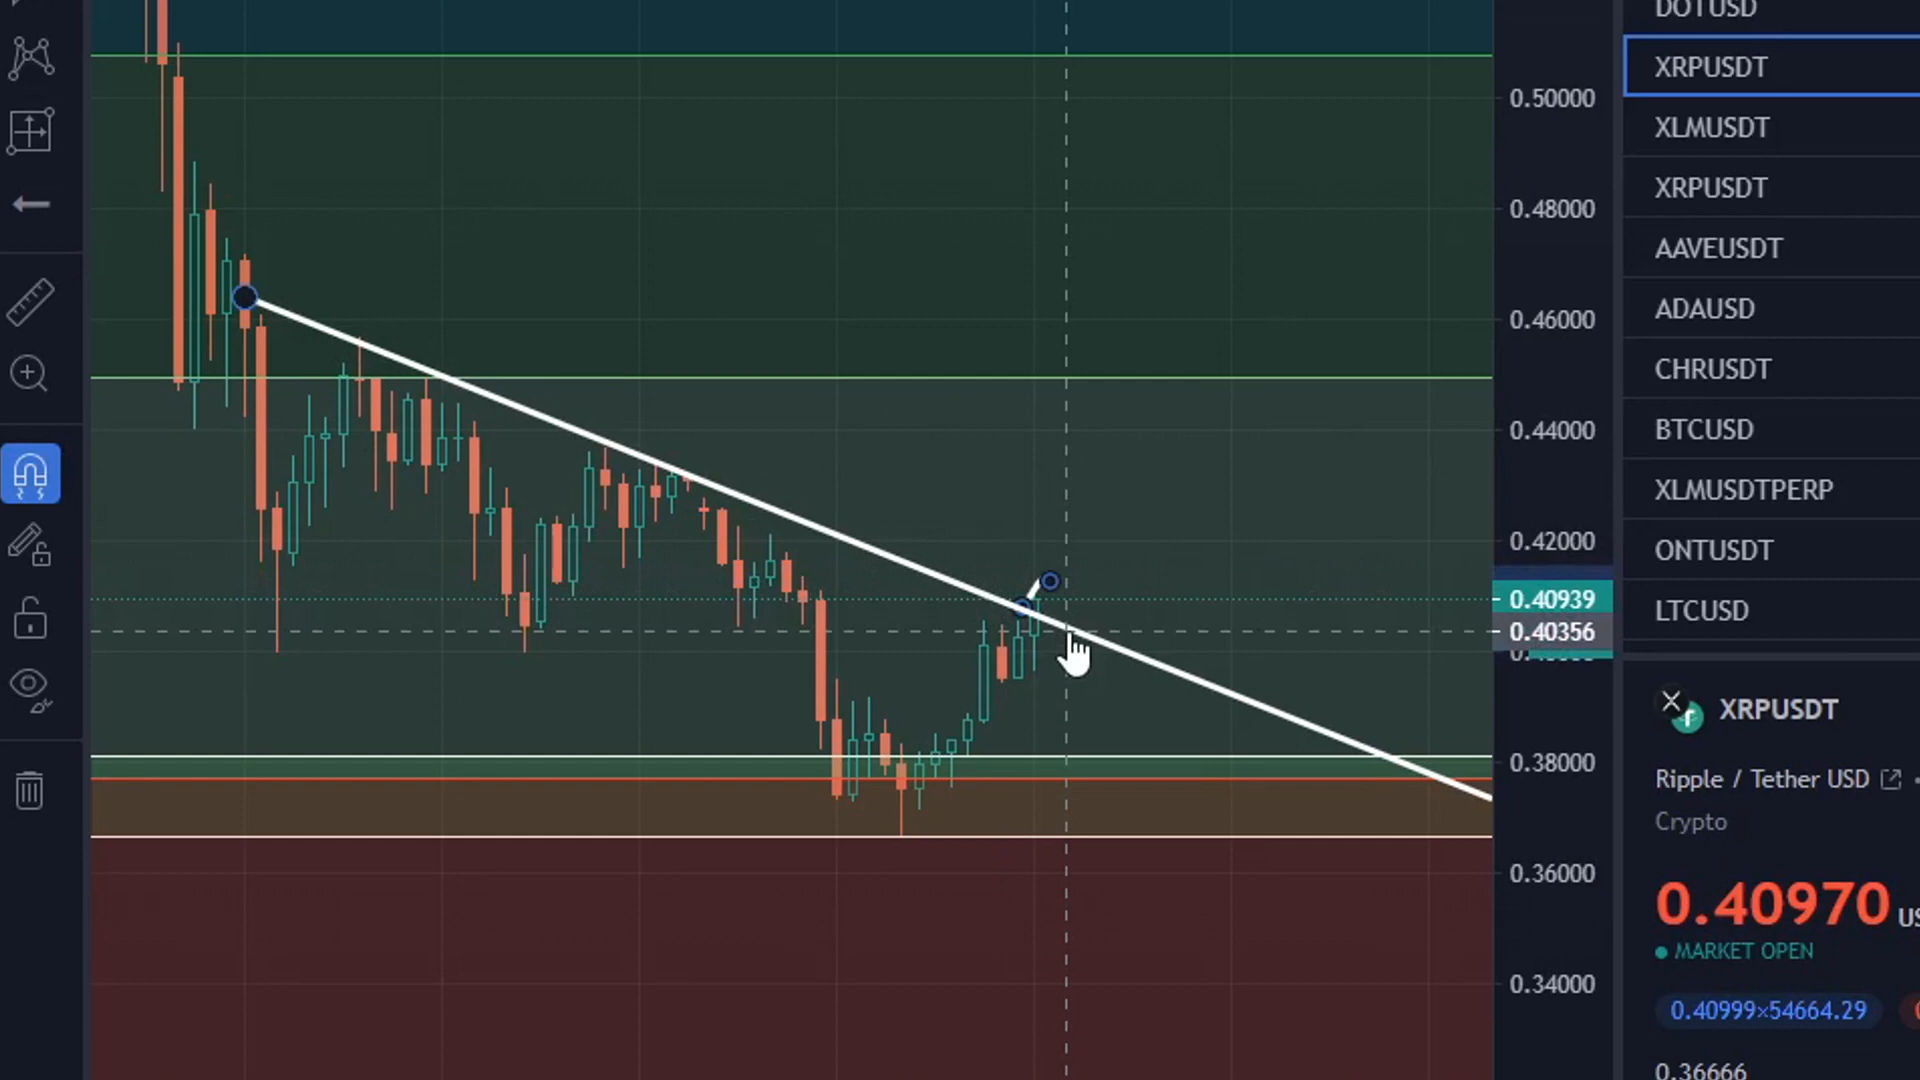 DOTUSD
XRPUSDT
XLMUSDT
XRPUSDT
AAVEUSDT
ADAUSD
CHRUSDT
BTCUSD
XLMUSDTPERP
ONTUSDT
LTCUSD
0.50000
0.48000
0.46000
0.44000
0.42000
0.40939
0.40356
0.38000
0.36000
0.34000
XRPUSDT
Ripple / Tether USD
Crypto
0.40970 US
MARKET OPEN
0.40999×54664.29
0.36666